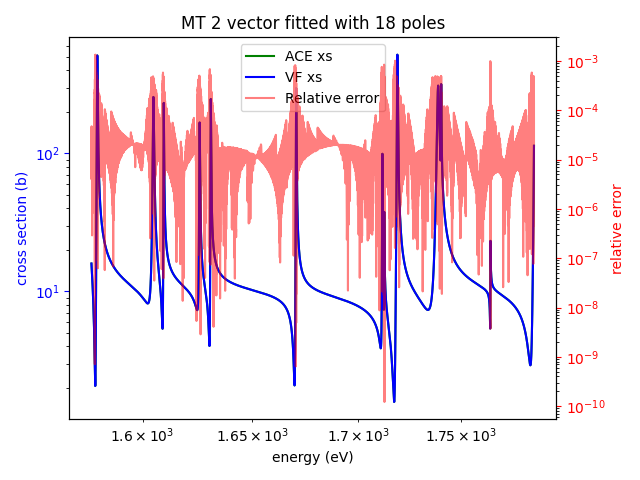 MT 2 vector fitted with 18 poles
ACE xs
VF xs
Relative error
cross section (b)
10²
10¹
relative error
10⁻³
10⁻⁴
10⁻⁵
10⁻⁶
10⁻⁷
10⁻⁸
10⁻⁹
10⁻¹⁰
1.6 × 10³ 1.65 × 10³ 1.7 × 10³ 1.75 × 10³
energy (eV)